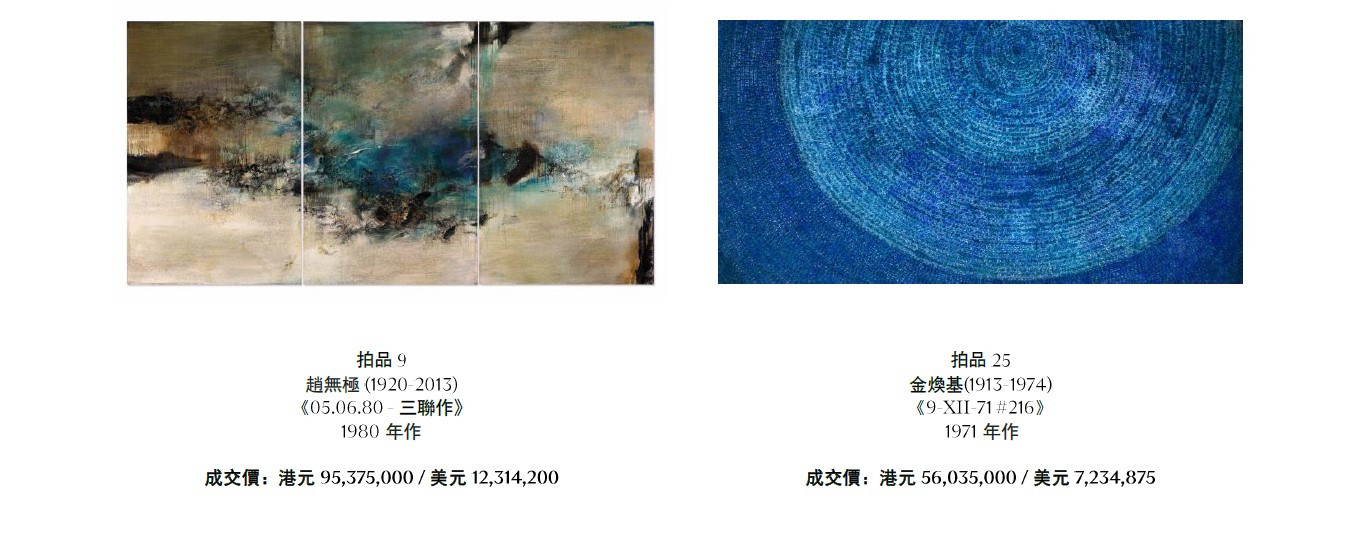 拍品 9
趙無極 (1920-2013)
《05.06.80 - 三聯作》
1980 年作
成交價：港元 95,375,000 / 美元 12,314,200
拍品 25
金煥基(1913-1974)
《9-XII-71 #216》
1971 年作
成交價：港元 56,035,000 / 美元 7,234,875